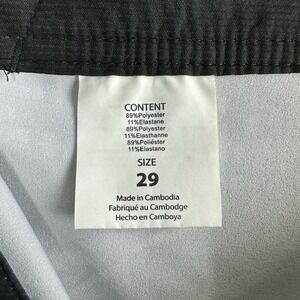 CONTENT
89%Polyester
11%Elastane
89%Polyester
11%Elasthanne
89%Poliéster
11%Elastano
SIZE
29
Made in Cambodia
Fabriqué au Cambodge
Hecho en Camboya